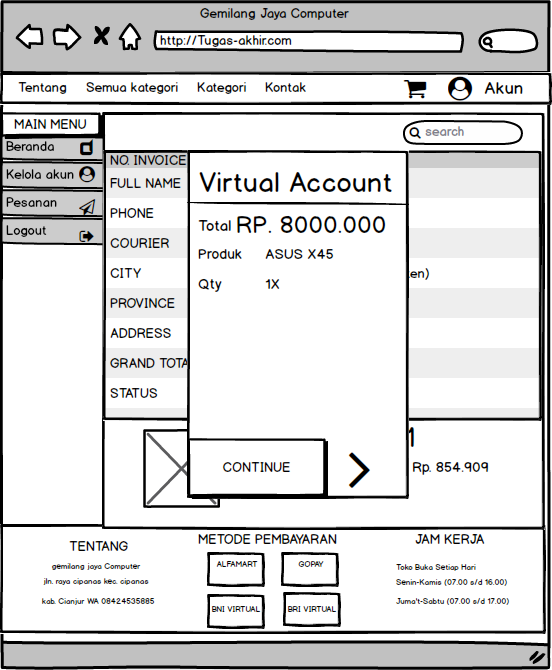 Gemilang Jaya Computer
http://Tugas-akhir.com
Tentang Semua kategori Kategori Kontak Akun
MAIN MENU
Beranda
Kelola akun
Pesanan
Logout
search
NO. INVOICE
FULL NAME
PHONE
COURIER
CITY
PROVINCE
ADDRESS
GRAND TOTA
STATUS
en)
Virtual Account
Total RP. 8000.000
Produk ASUS X45
Qty 1X
CONTINUE
Rp. 854.909
TENTANG
gemilang jaya Computer
jln. raya cipanas kec. cipanas
kab. Cianjur WA 08424535885
METODE PEMBAYARAN
ALFAMART GOPAY
BNI VIRTUAL BRI VIRTUAL
JAM KERJA
Toko Buka Setiap Hari
Senin-Kamis (07.00 s/d 16.00)
Juma't-Sabtu (07.00 s/d 17.00)